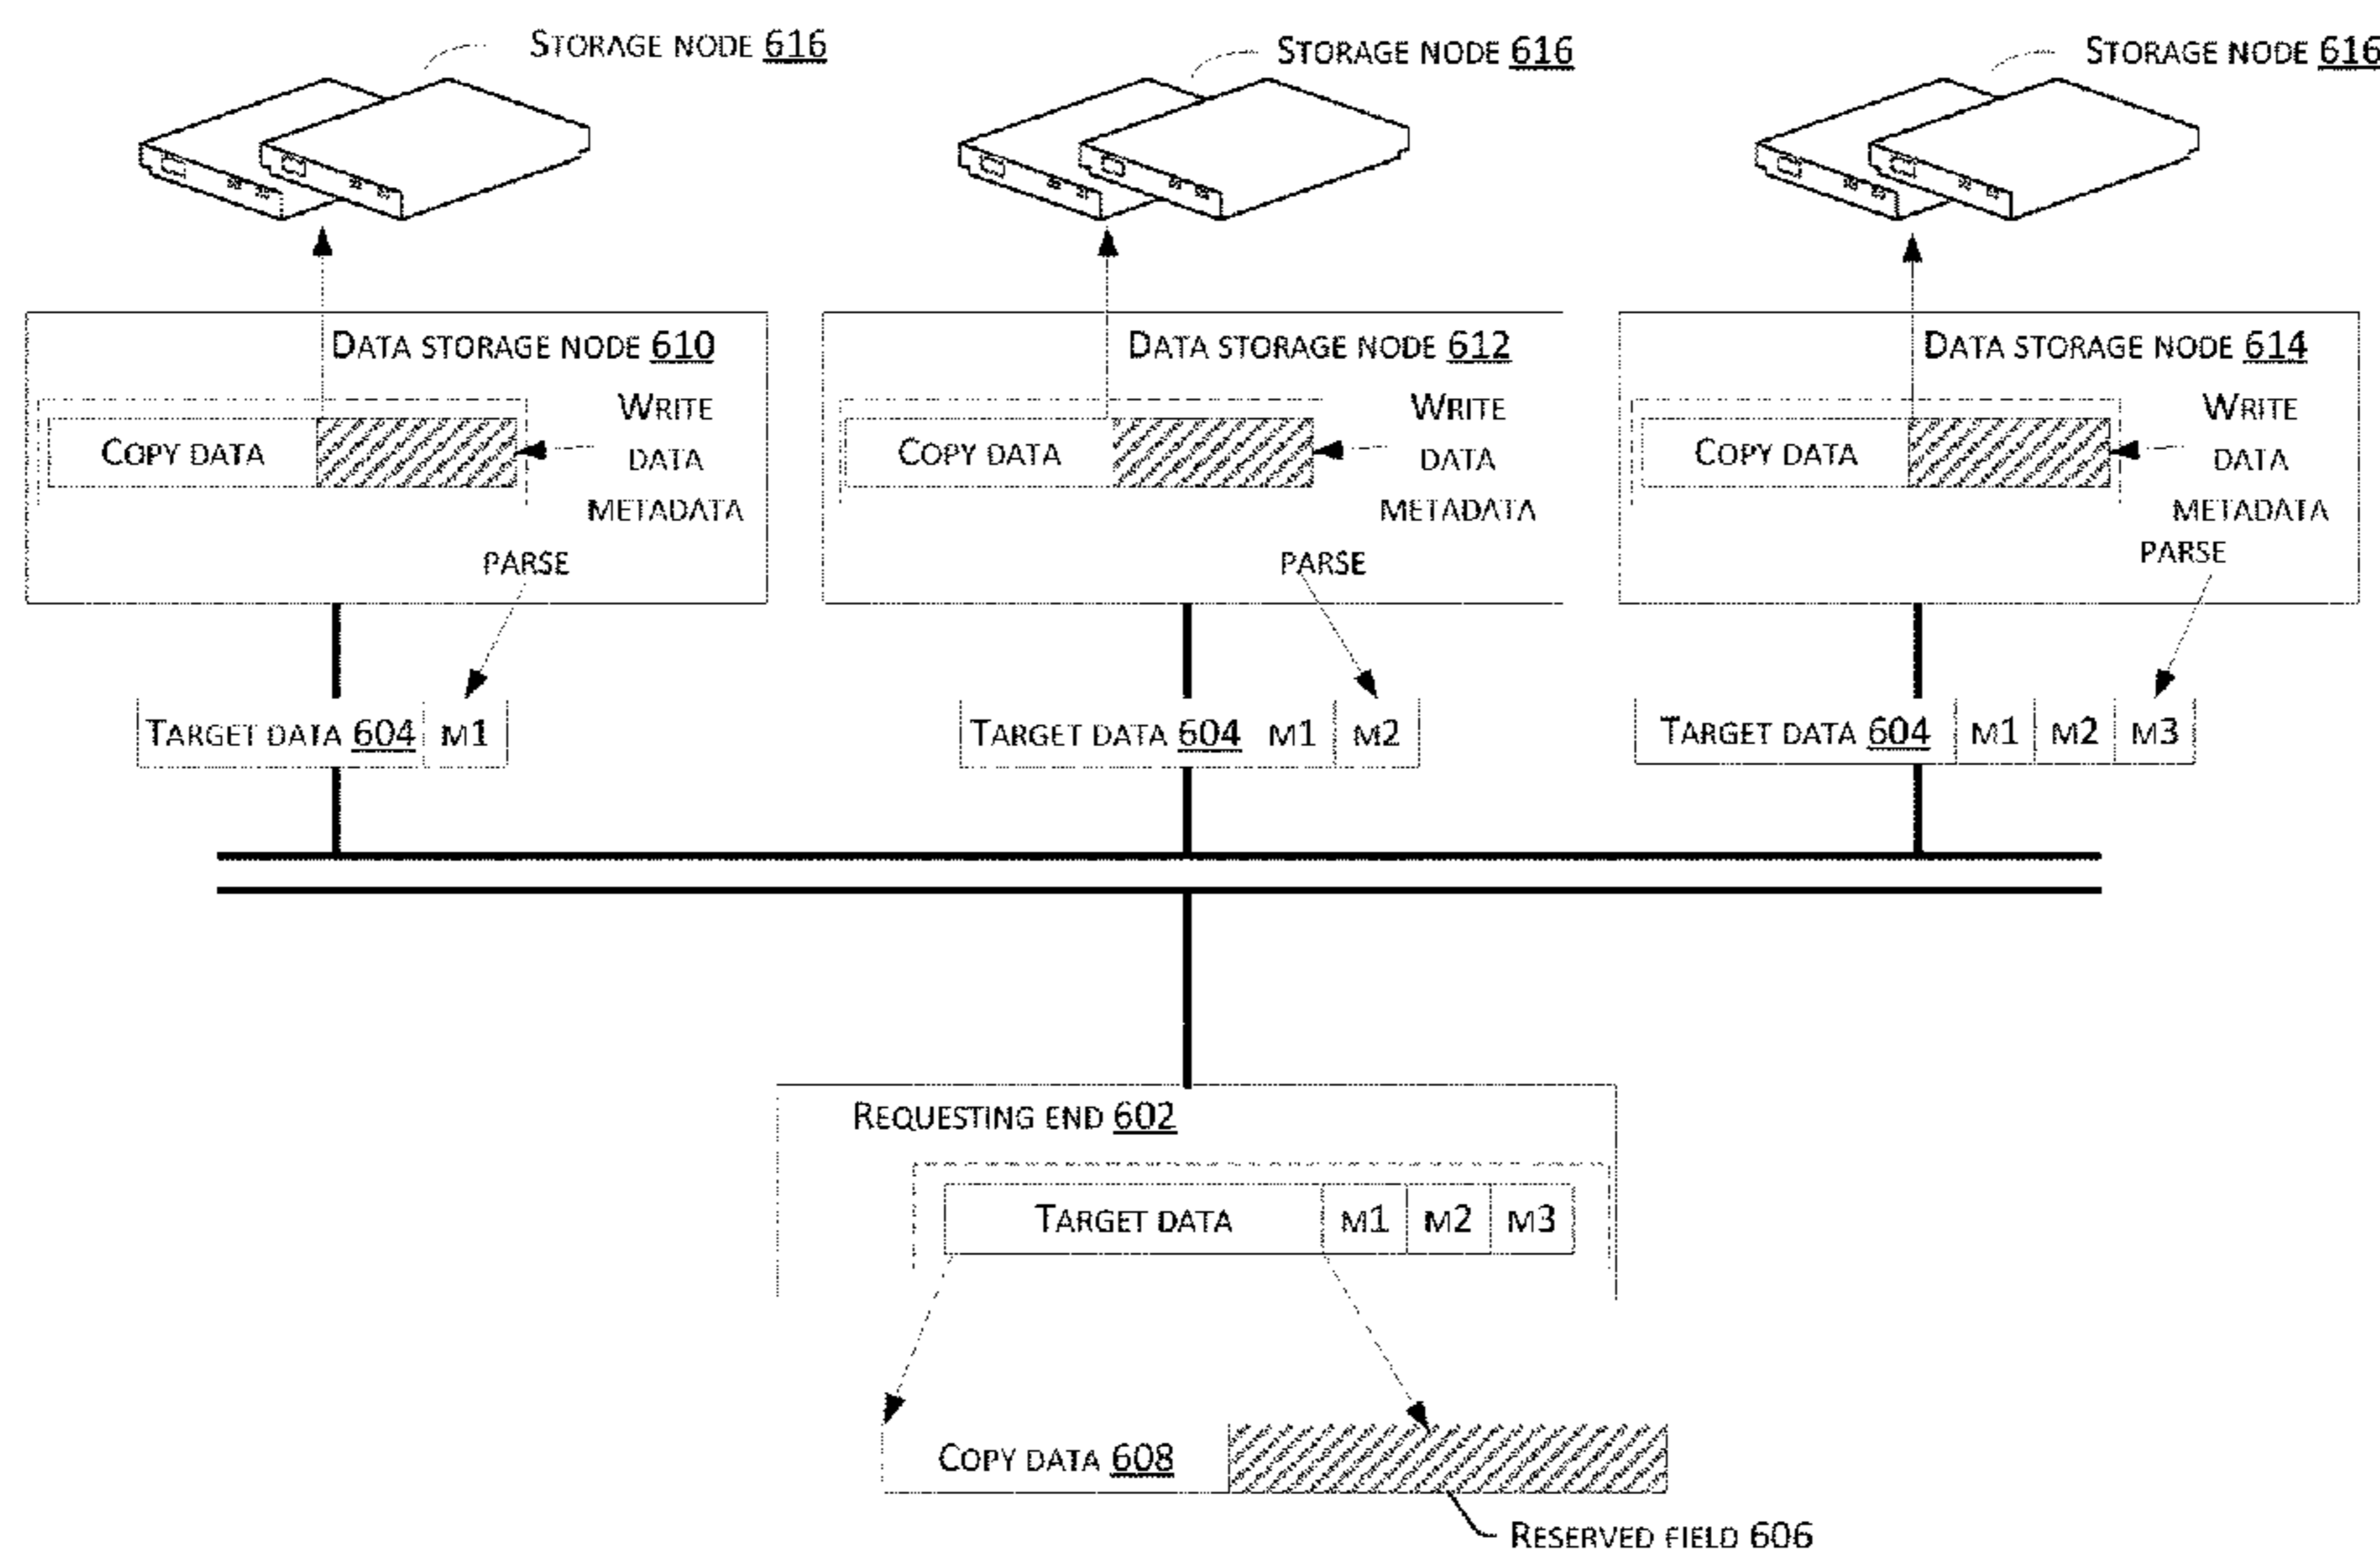 STORAGE NODE 616
STORAGE NODE 616
STORAGE NODE 616
DATA STORAGE NODE 610
DATA STORAGE NODE 612
DATA STORAGE NODE 614
COPY DATA
WRITE
DATA
METADATA
COPY DATA
WRITE
DATA
METADATA
COPY DATA
WRITE
DATA
METADATA
PARSE
PARSE
PARSE
TARGET DATA 604 M1
TARGET DATA 604 M1 M2
TARGET DATA 604 M1 M2 M3
REQUESTING END 602
TARGET DATA M1 M2 M3
COPY DATA 608
RESERVED FIELD 606